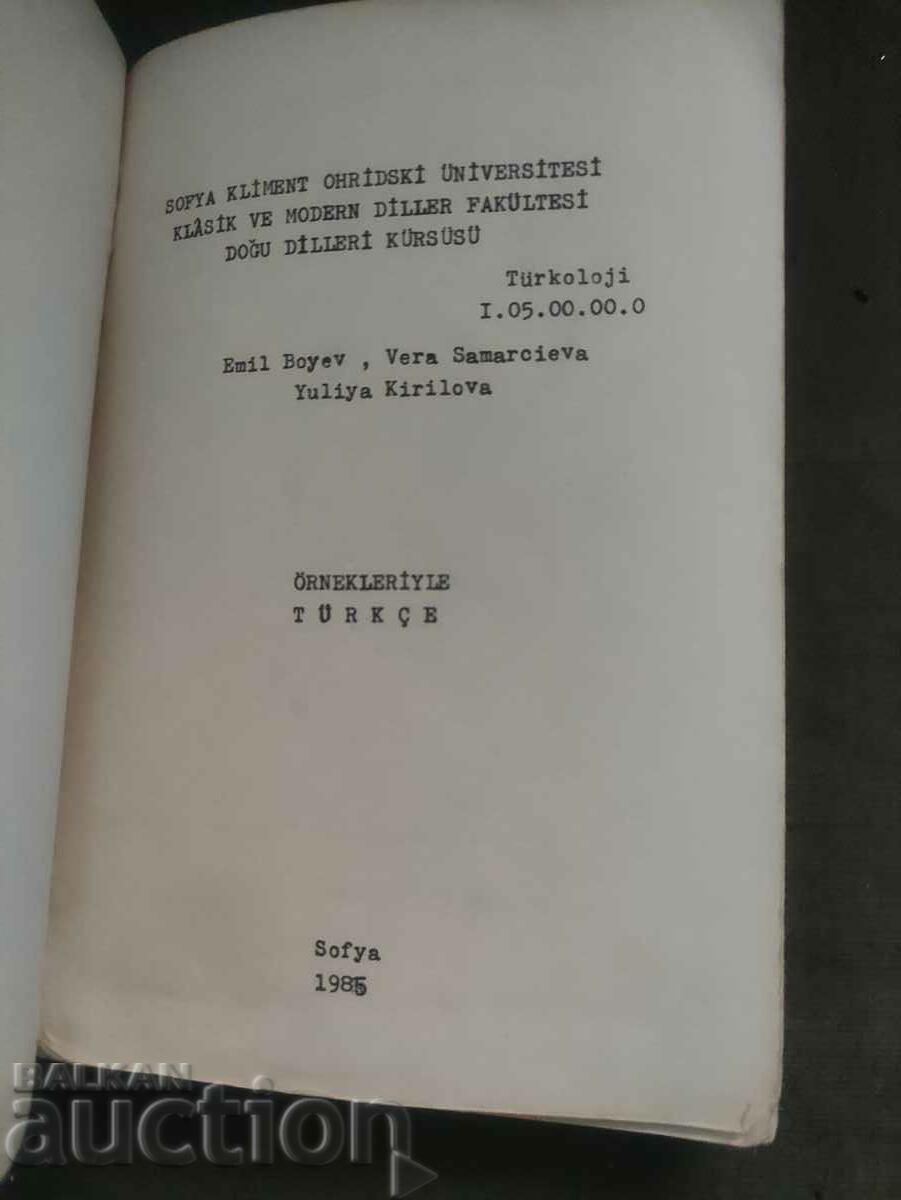 SOFYA KLİMENT OHRİDSKİ ÜNİVERSİTESİ
KLÂSİK VE MODERN DİLLER FAKÜLTESİ
DOĞU DİLLERİ KÜRSÜSÜ
Türkoloji
I.05.00.00.0
Emil Boyev , Vera Samarcieva
Yuliya Kirilova
ÖRNEKLERİYLE
T Ü R K Ç E
Sofya
1985
BALKAN
auction